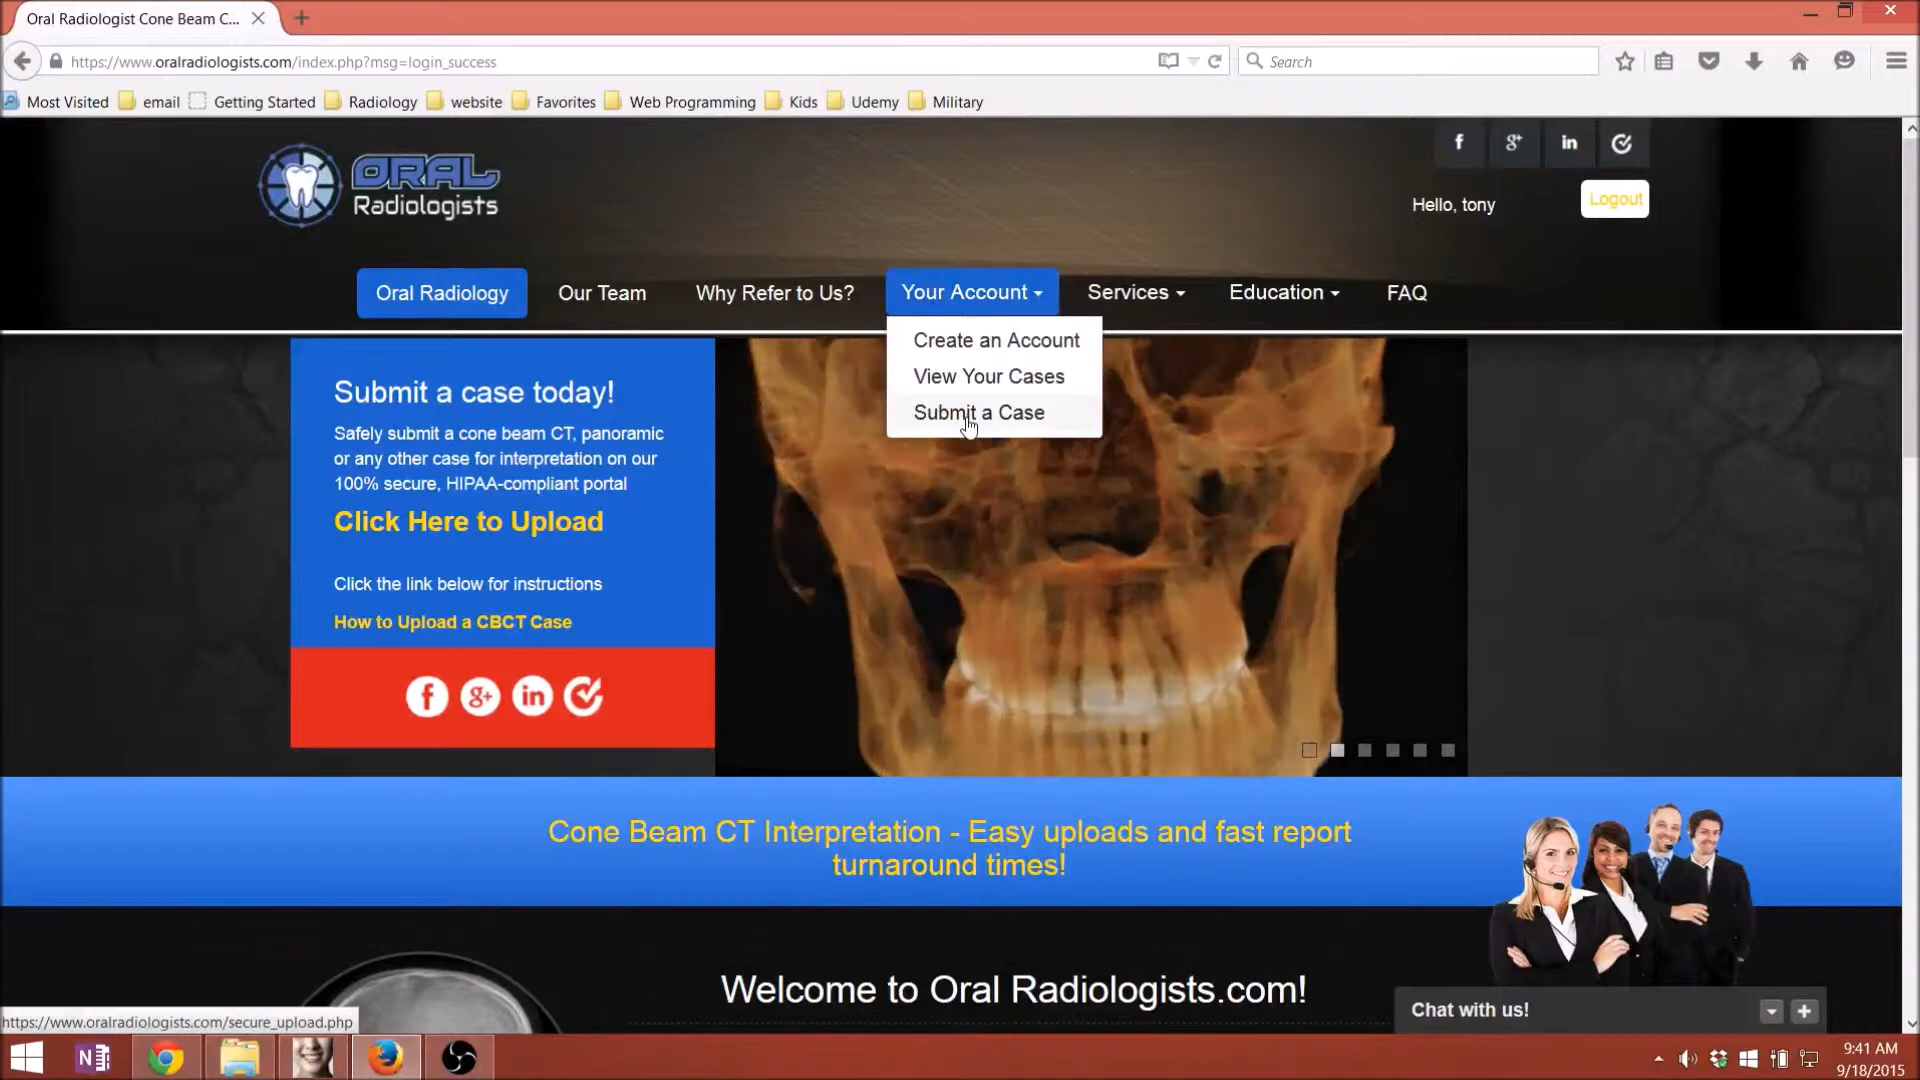 Oral Radiologist Cone Beam C...
https://www.oralradiologists.com/index.php?msg=login_success
Search
Most Visited email Getting Started Radiology website Favorites Web Programming Kids Udemy Military
f g+ in
ORAL
Radiologists
Hello, tony
Logout
Oral Radiology Our Team Why Refer to Us? Your Account Services Education FAQ
Create an Account
View Your Cases
Submit a Case
Submit a case today!
Safely submit a cone beam CT, panoramic
or any other case for interpretation on our
100% secure, HIPAA-compliant portal
Click Here to Upload
Click the link below for instructions
How to Upload a CBCT Case
f g+ in
Cone Beam CT Interpretation - Easy uploads and fast report
turnaround times!
Welcome to Oral Radiologists.com!
Chat with us!
https://www.oralradiologists.com/secure_upload.php
N
9:41 AM
9/18/2015